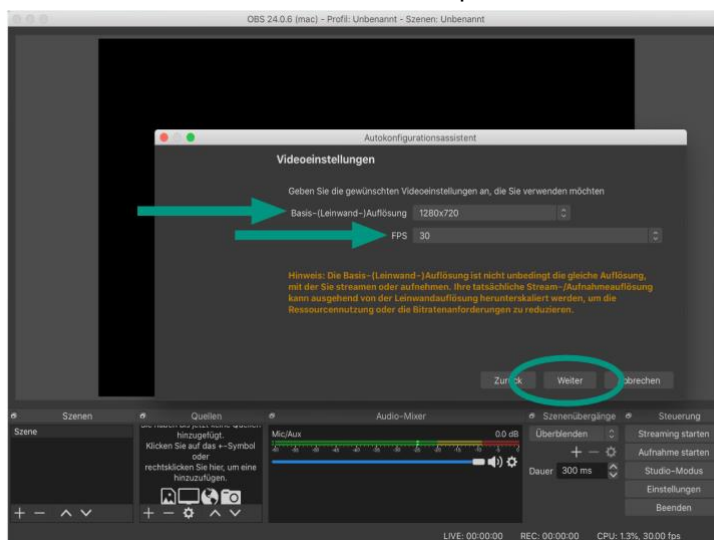 OBS 24.0.6 (mac) - Profil: Unbenannt - Szenen: Unbenannt
Autokonfigurationsassistent
Videoeinstellungen
Geben Sie die gewünschten Videoeinstellungen an, die Sie verwenden möchten
Basis-(Leinwand-)Auflösung 1280x720
FPS 30
Hinweis: Die Basis-(Leinwand-)Auflösung ist nicht unbedingt die gleiche Auflösung,
mit der Sie streamen oder aufnehmen. Ihre tatsächliche Stream-/Aufnahmeauflösung
kann ausgehend von der Leinwandauflösung herunterskaliert werden, um die
Ressourcennutzung oder die Bitratenanforderungen zu reduzieren.
Zurück Weiter Abbrechen
Szenen Quellen Audio-Mixer Szenenübergänge Steuerung
Szene
hinzugefügt.
Klicken Sie auf das +-Symbol
oder
rechtsklicken Sie hier, um eine
hinzuzufügen.
Mic/Aux 0.0 dB
Überblenden
Dauer 300 ms
Streaming starten
Aufnahme starten
Studio-Modus
Einstellungen
Beenden
LIVE: 00:00:00 REC: 00:00:00 CPU: 1.3%, 30.00 fps